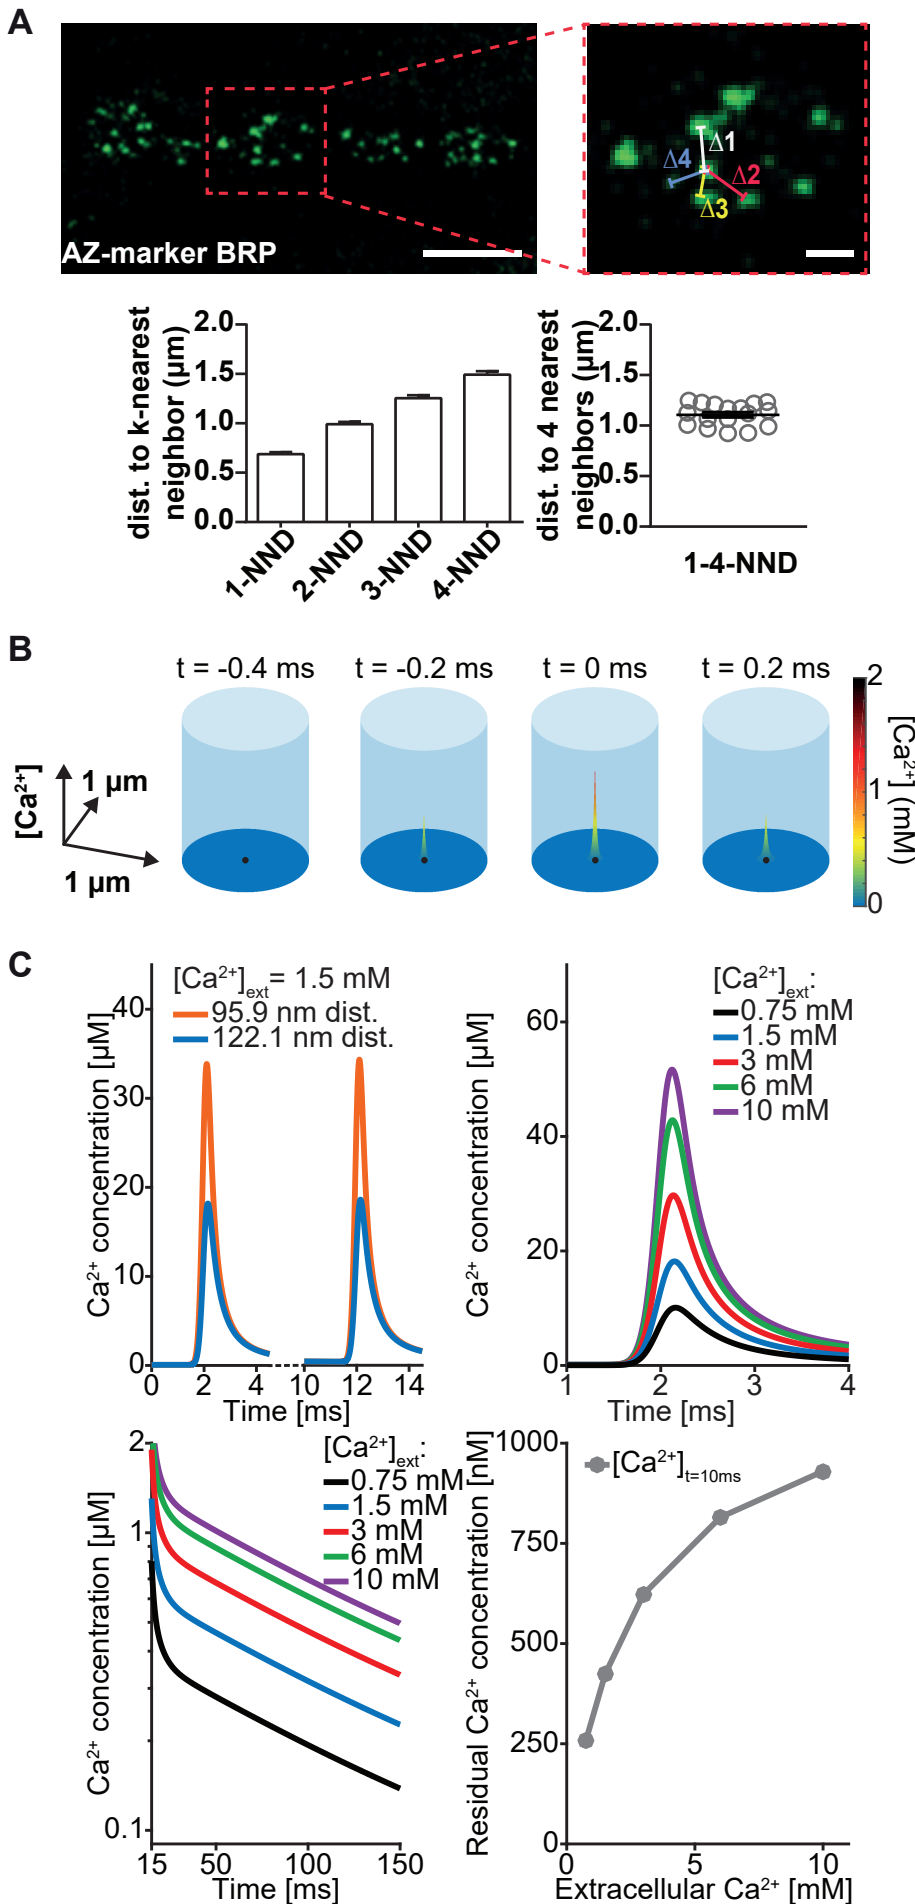 A
Δ1
Δ4
Δ2
Δ3
AZ-marker BRP
dist. to k-nearest
neighbor (µm)
2.0
1.5
1.0
0.5
0.0
1-NND
2-NND
3-NND
4-NND
dist. to 4 nearest
neighbors (µm)
2.0
1.5
1.0
0.5
0.0
1-4-NND
B
t = -0.4 ms
t = -0.2 ms
t = 0 ms
t = 0.2 ms
[Ca²⁺]
1 µm
1 µm
2
1
0
[Ca²⁺] (mM)
C
[Ca²⁺]ext= 1.5 mM
95.9 nm dist.
122.1 nm dist.
Ca²⁺ concentration [µM]
40
30
20
10
0
0 2 4 10 12 14
Time [ms]
[Ca²⁺]ext:
0.75 mM
1.5 mM
3 mM
6 mM
10 mM
Ca²⁺ concentration [µM]
60
40
20
0
1 2 3 4
Time [ms]
[Ca²⁺]ext:
0.75 mM
1.5 mM
3 mM
6 mM
10 mM
Ca²⁺ concentration [µM]
2
1
0.1
15 50 100 150
Time [ms]
[Ca²⁺]t=10ms
Residual Ca²⁺ concentration [nM]
1000
750
500
250
0
0 5 10
Extracellular Ca²⁺ [mM]